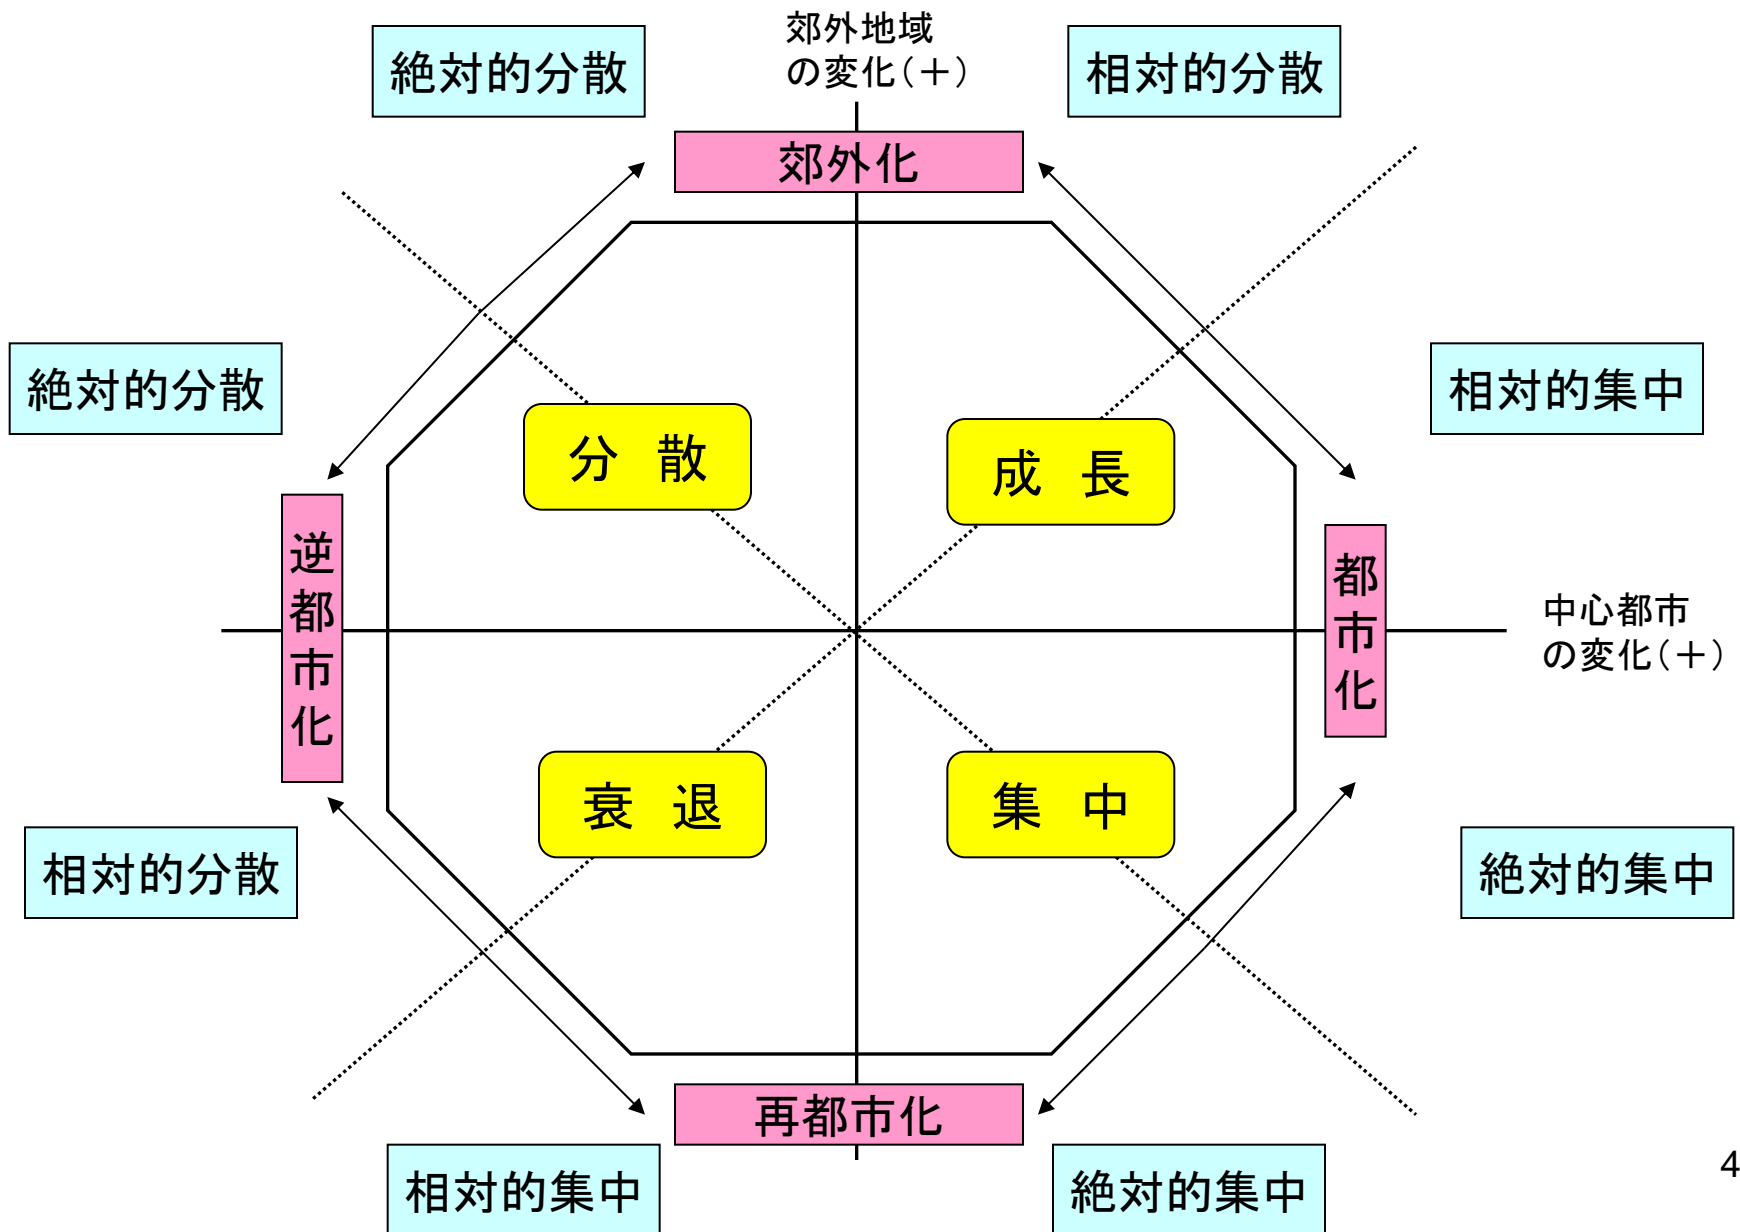 郊外地域
の変化(＋)
絶対的分散
相対的分散
郊外化
絶対的分散
相対的集中
分　散
成　長
逆都市化
都市化
中心都市
の変化(＋)
衰　退
集　中
相対的分散
絶対的集中
再都市化
相対的集中
絶対的集中
4